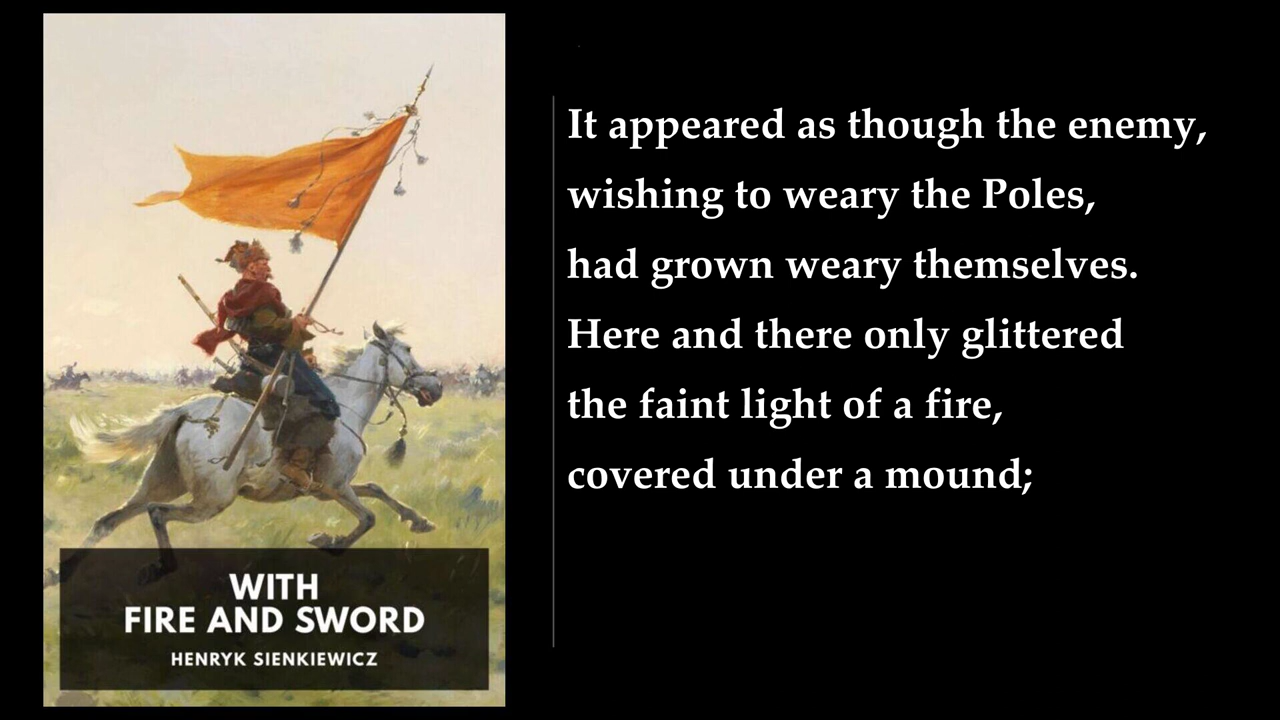 WITH
FIRE AND SWORD
HENRYK SIENKIEWICZ
It appeared as though the enemy,
wishing to weary the Poles,
had grown weary themselves.
Here and there only glittered
the faint light of a fire,
covered under a mound;